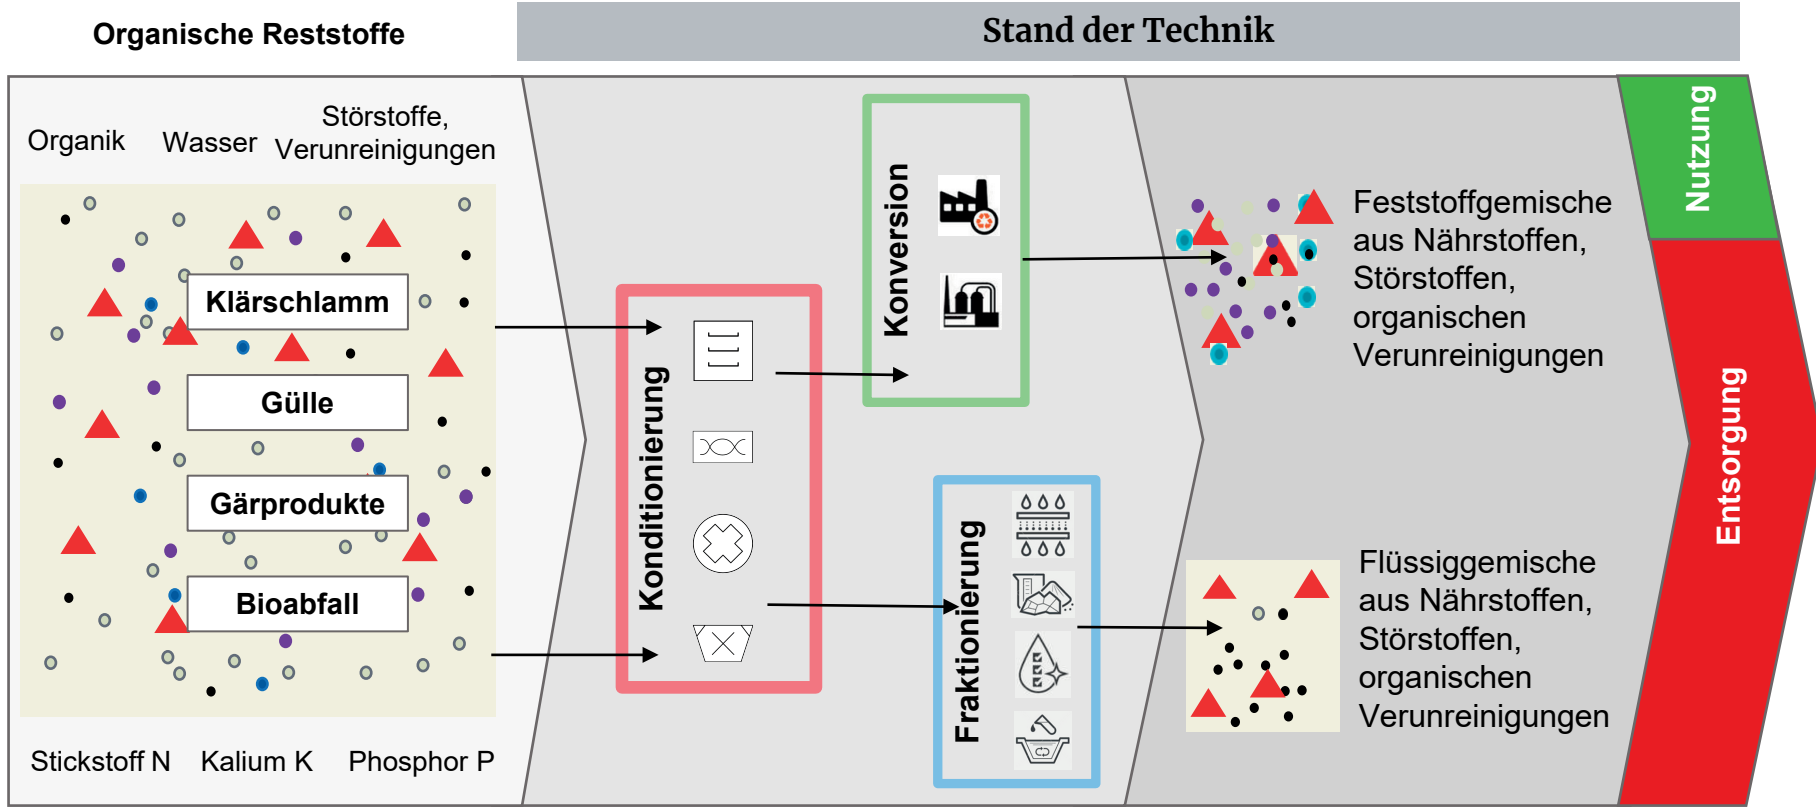 Organische Reststoffe
Stand der Technik
Organik
Wasser
Störstoffe,
Verunreinigungen
Klärschlamm
Gülle
Gärprodukte
Bioabfall
Stickstoff N
Kalium K
Phosphor P
Konditionierung
Konversion
Fraktionierung
Feststoffgemische
aus Nährstoffen,
Störstoffen,
organischen
Verunreinigungen
Flüssiggemische
aus Nährstoffen,
Störstoffen,
organischen
Verunreinigungen
Nutzung
Entsorgung